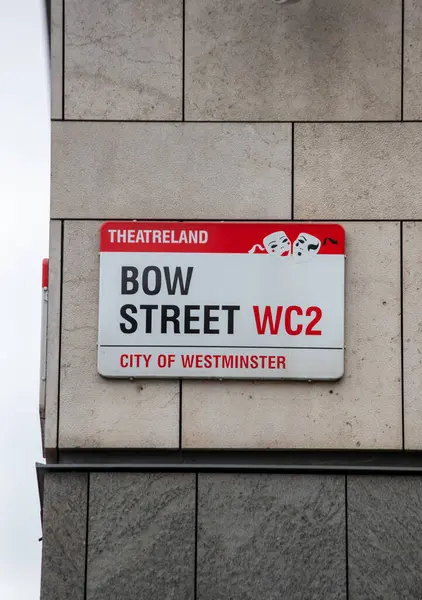 THEATRELAND
BOW
STREET WC2
CITY OF WESTMINSTER